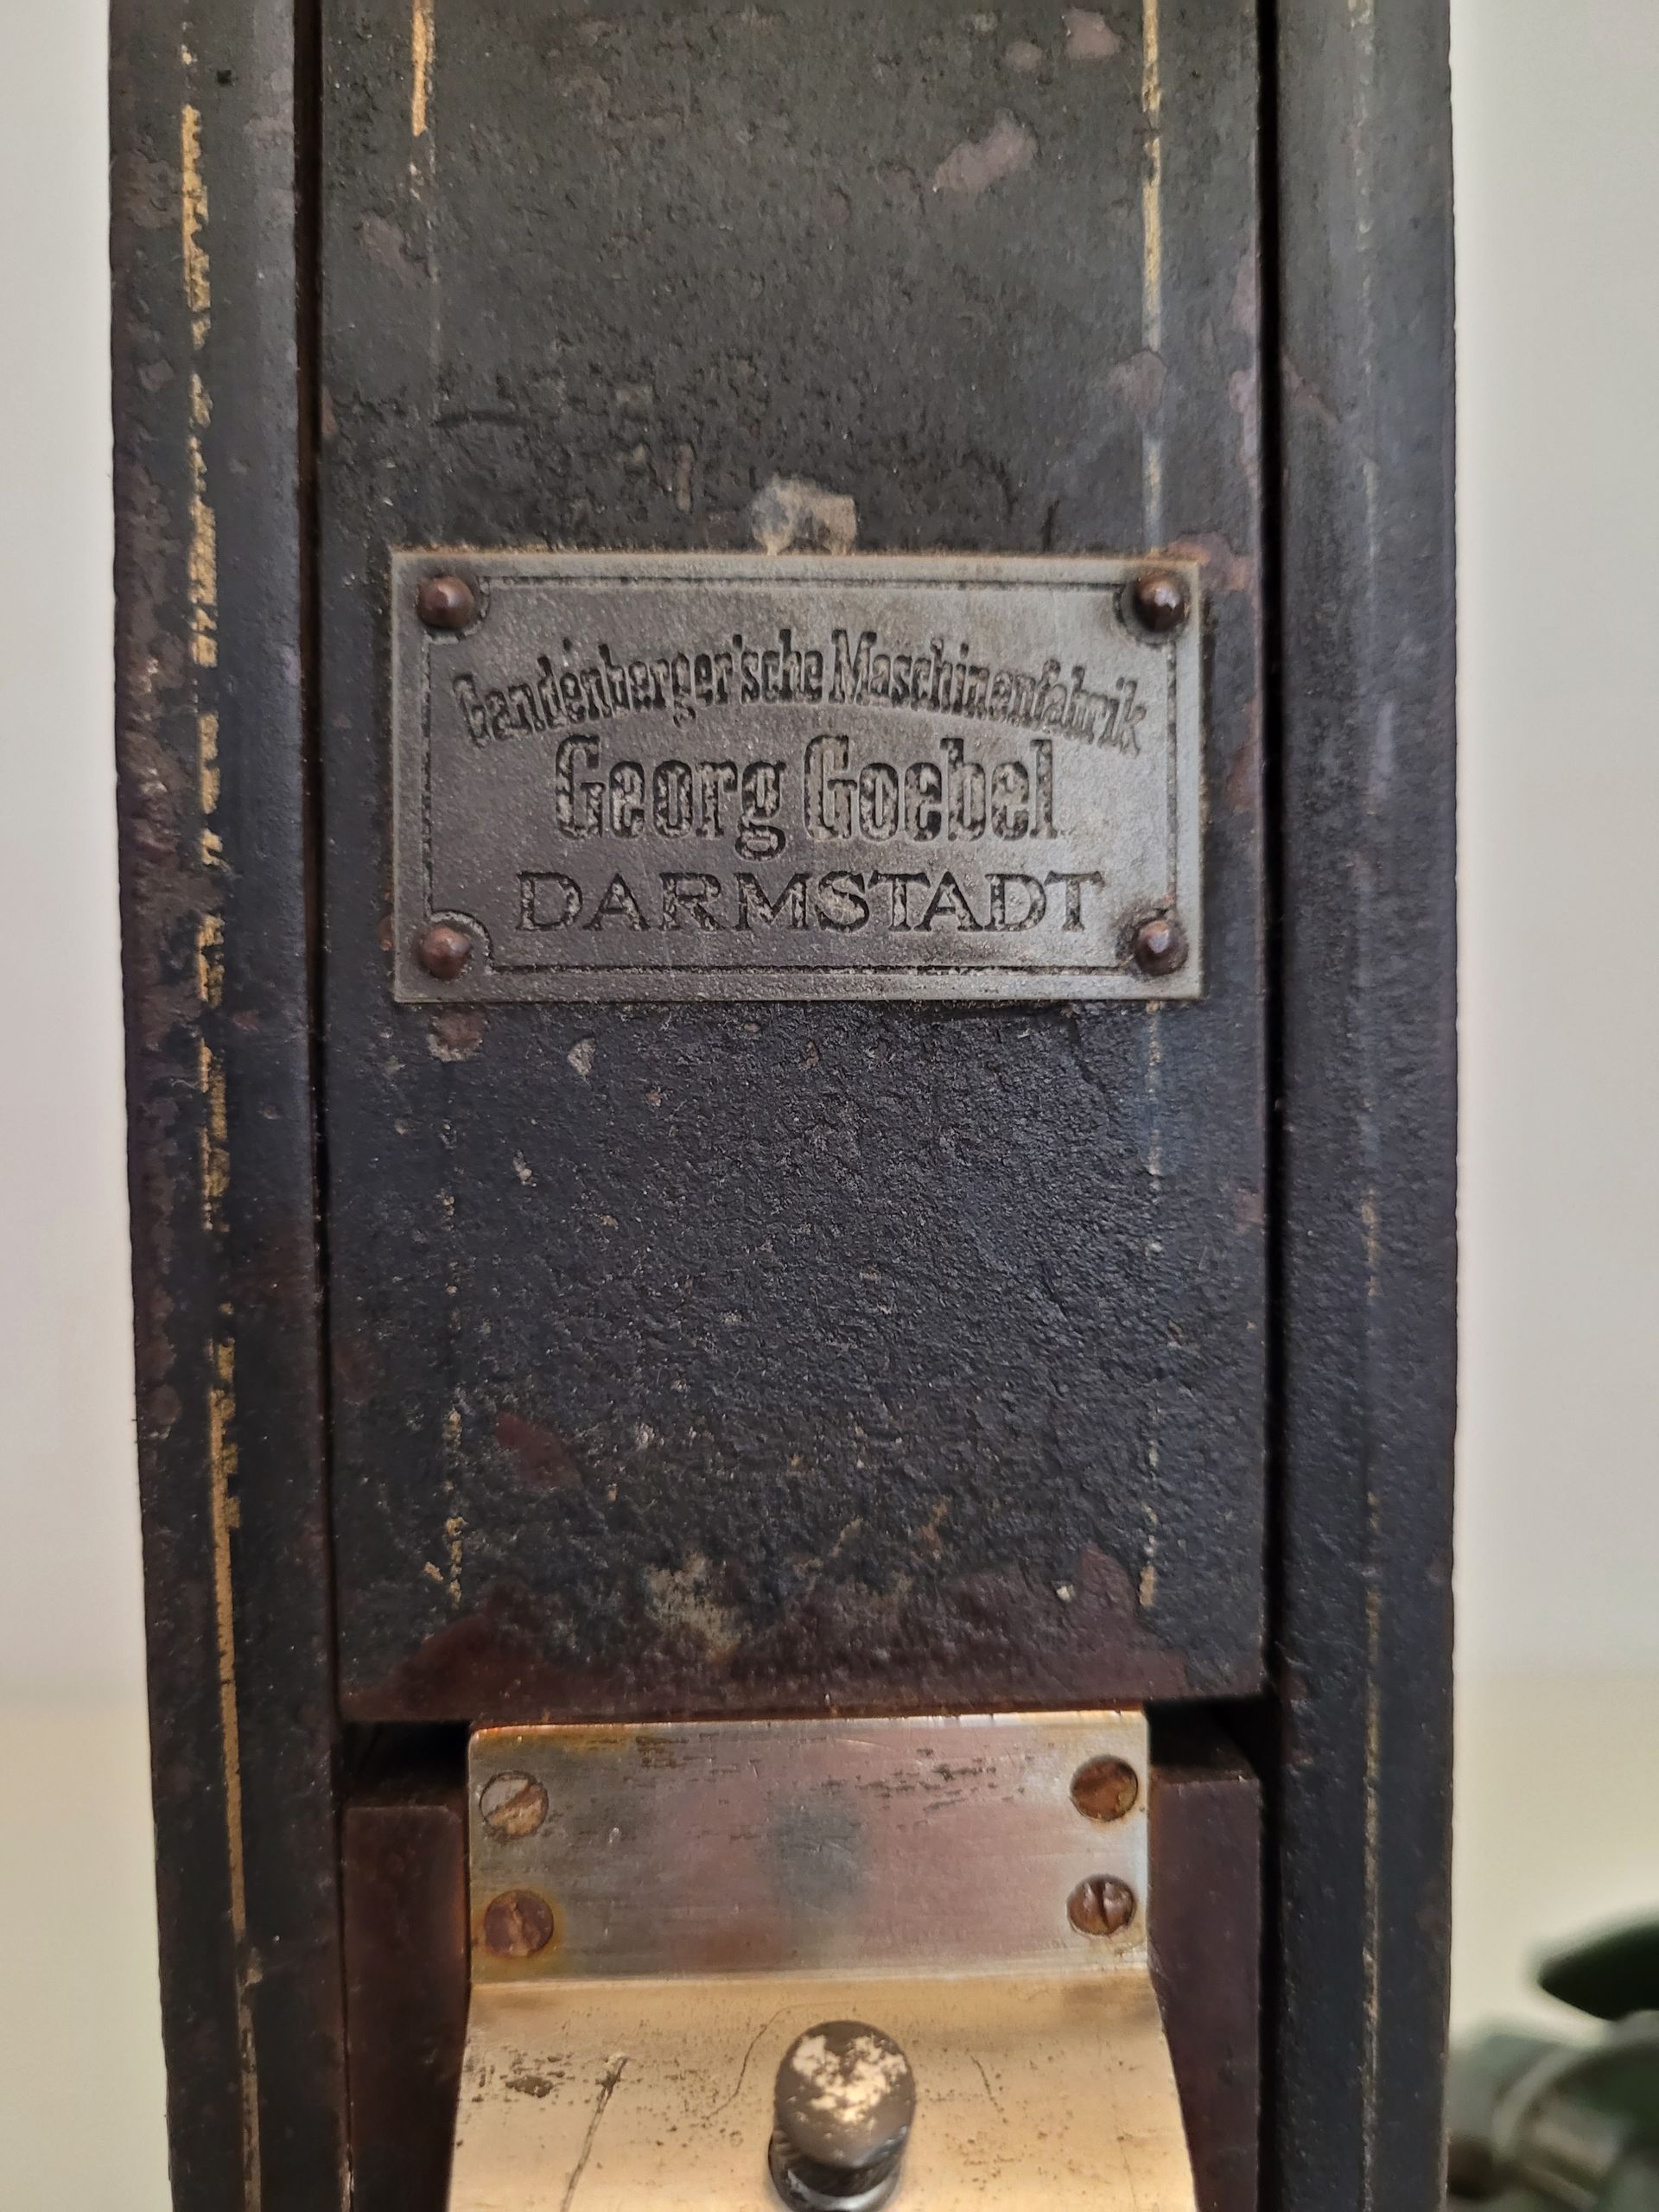 Gandenberger'sche Maschinenfabrik
Georg Goebel
DARMSTADT